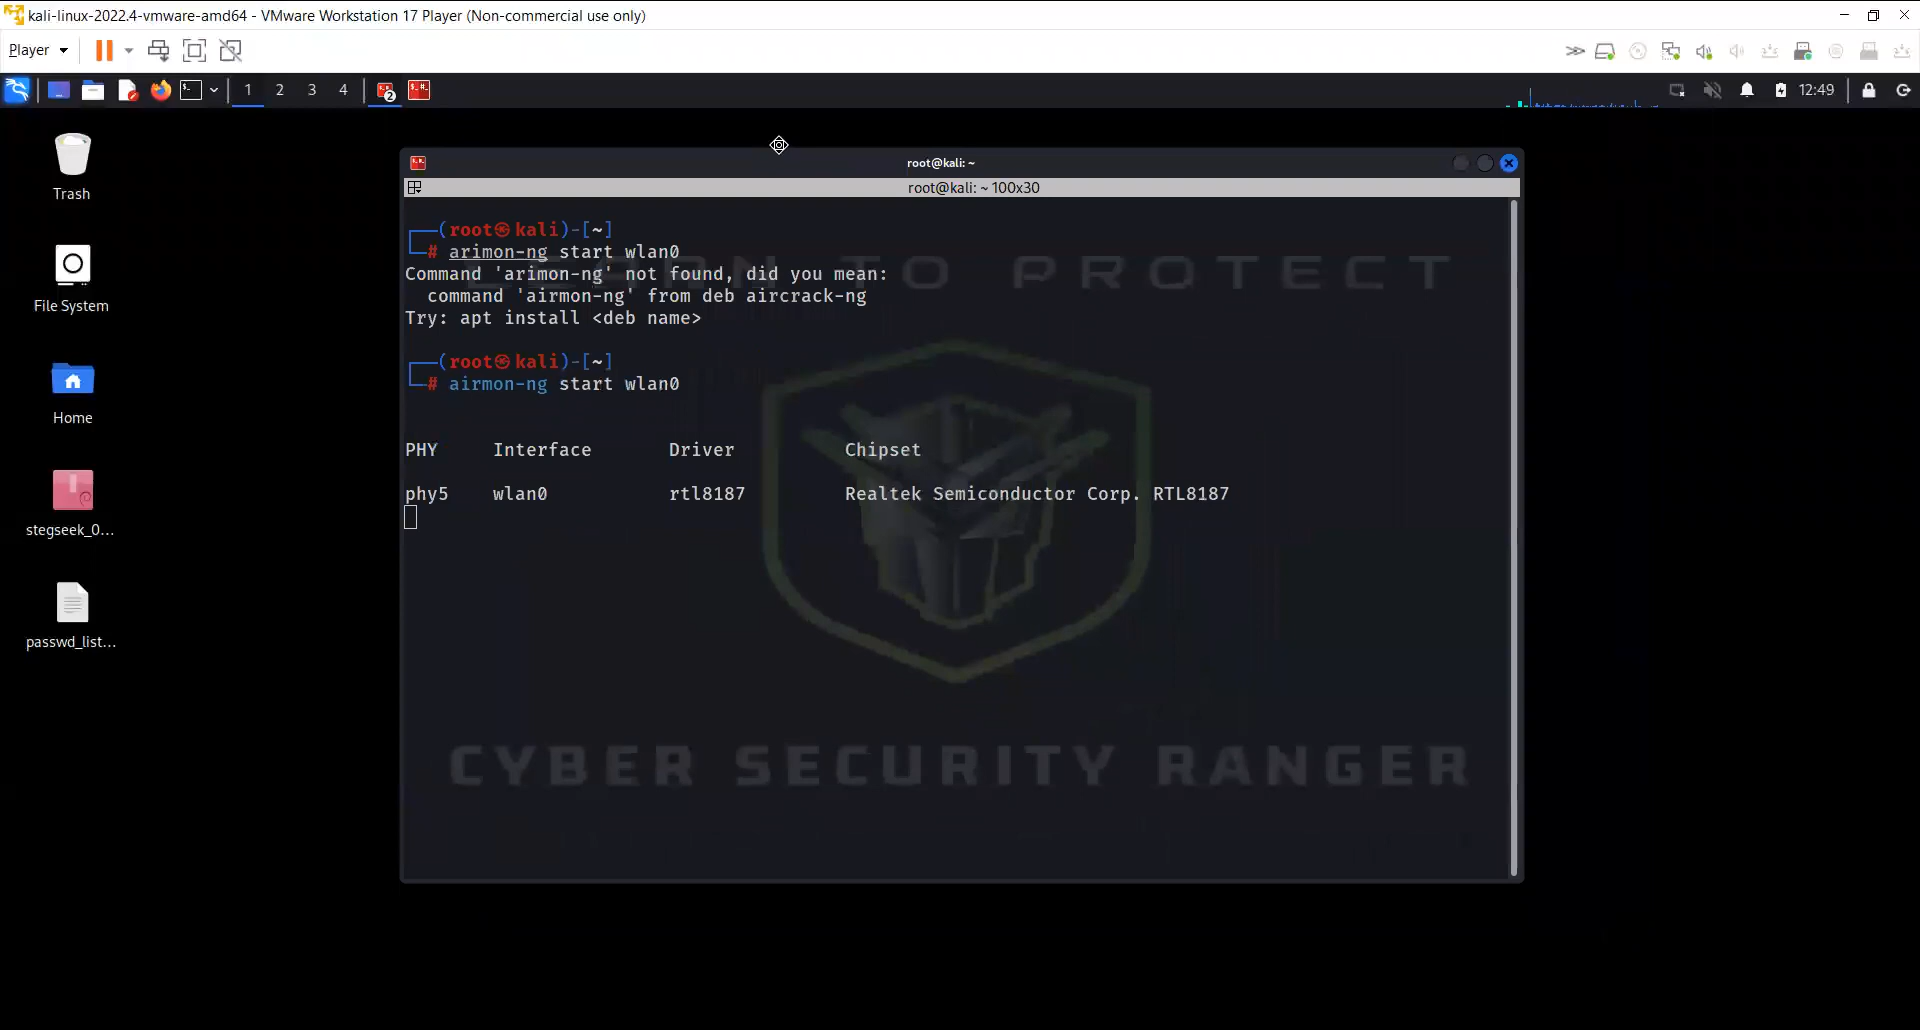 kali-linux-2022.4-vmware-amd64 - VMware Workstation 17 Player (Non-commercial use only)
Player
1 2 3 4
12:49
Trash
File System
Home
stegseek_0...
passwd_list...
root@kali: ~
root@kali: ~ 100x30
(root㉿kali)-[~]
# arimon-ng start wlan0
Command 'arimon-ng' not found, did you mean:
command 'airmon-ng' from deb aircrack-ng
Try: apt install <deb name>
(root㉿kali)-[~]
# airmon-ng start wlan0
PHY Interface Driver Chipset
phy5 wlan0 rtl8187 Realtek Semiconductor Corp. RTL8187
LEARN TO PROTECT
CYBER SECURITY RANGER